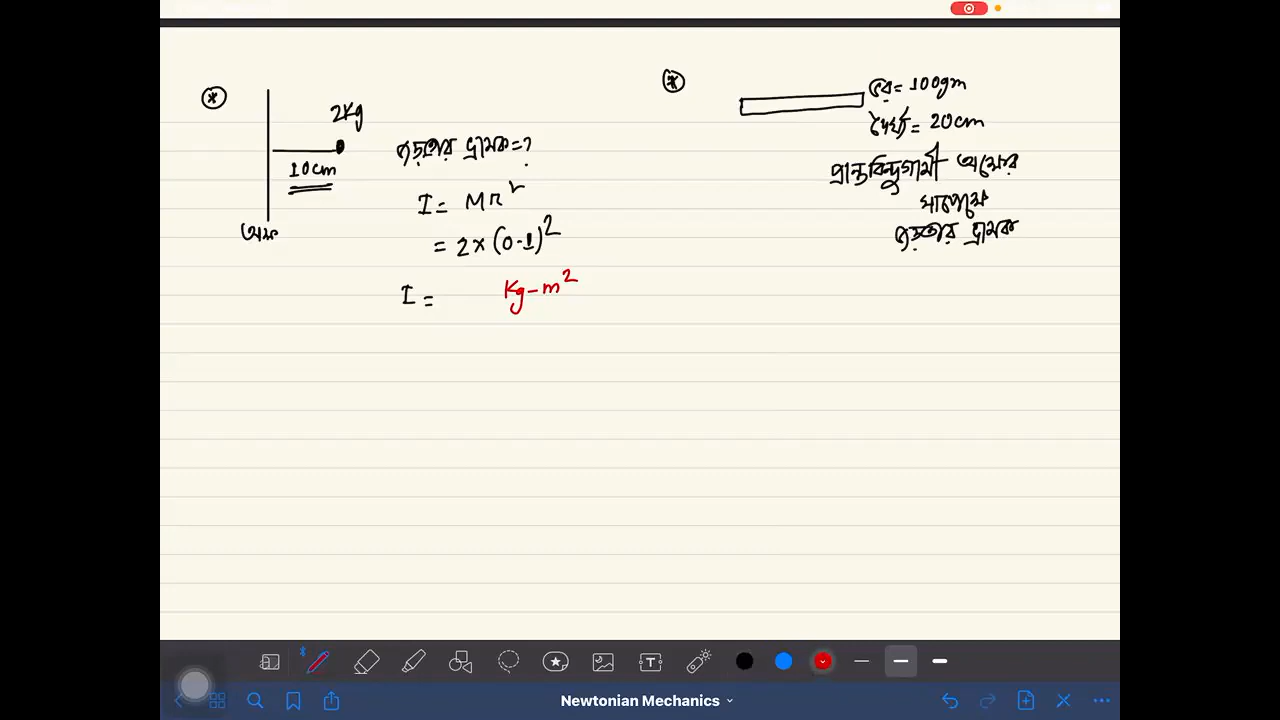 2Kg
10cm
অক্ষ
জড়তার ভ্রামক = ?
I = MR²
= 2 × (0.1)²
I = Kg-m²
ভর = 100gm
দৈর্ঘ্য = 20cm
প্রান্তবিন্দুগামী অক্ষের
সাপেক্ষে
জড়তার ভ্রামক
T
Newtonian Mechanics